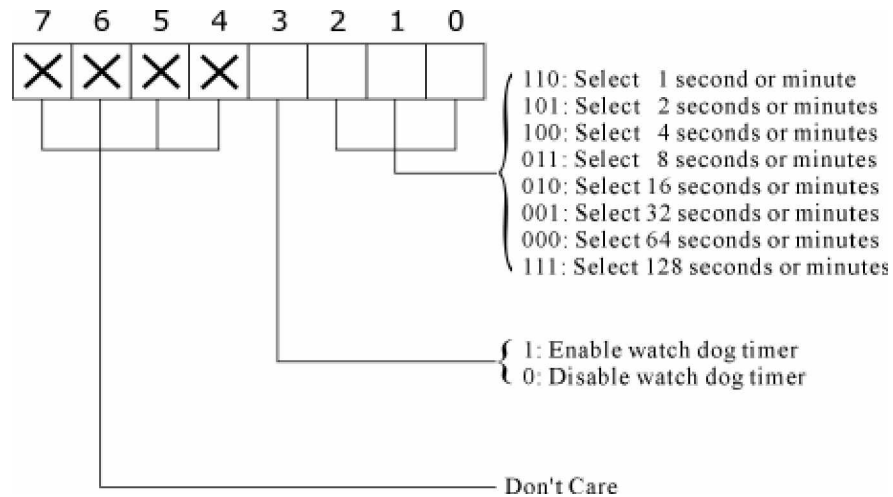 7 6 5 4 3 2 1 0
110: Select 1 second or minute
101: Select 2 seconds or minutes
100: Select 4 seconds or minutes
011: Select 8 seconds or minutes
010: Select 16 seconds or minutes
001: Select 32 seconds or minutes
000: Select 64 seconds or minutes
111: Select 128 seconds or minutes
1: Enable watch dog timer
0: Disable watch dog timer
Don't Care